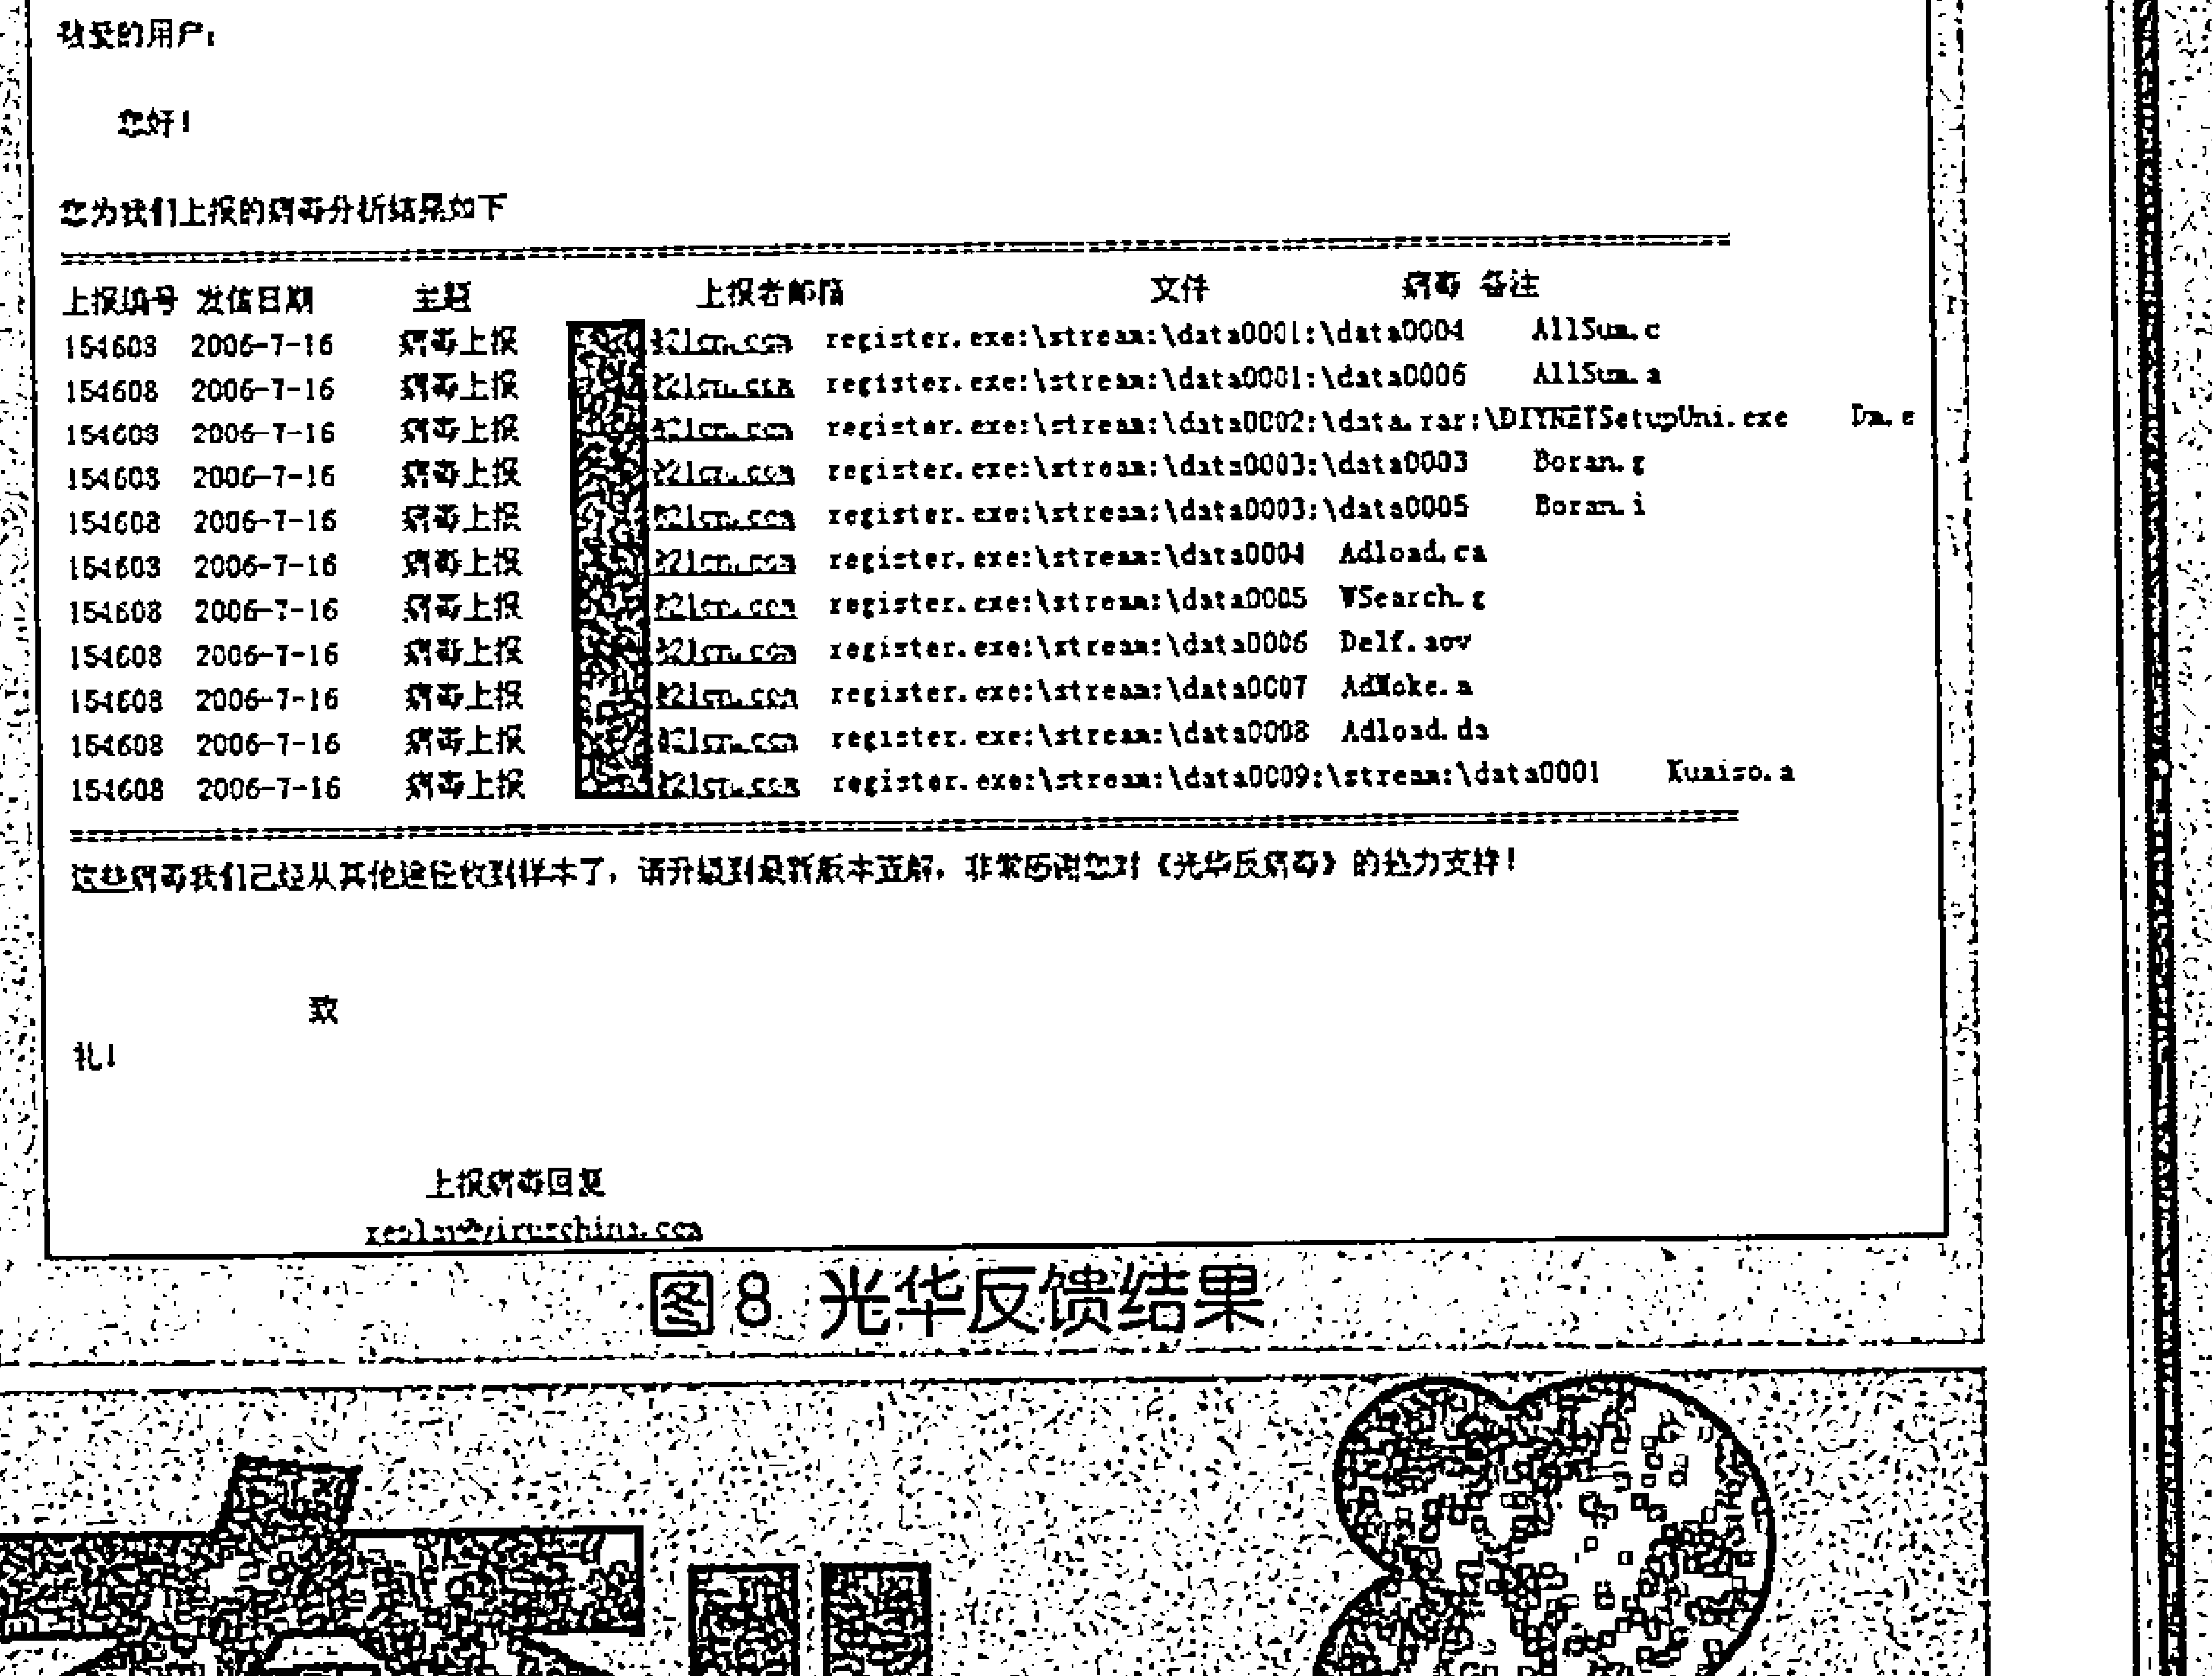 敬爱的用户：
您好！
您为我们上报的病毒分析结果如下
上报编号 发信日期 主题 上报者邮箱 文件 病毒 备注
154608 2006-7-16 病毒上报 @21cn.com register.exe:\stream:\data0001:\data0004 AllSum.c
154608 2006-7-16 病毒上报 @21cn.com register.exe:\stream:\data0001:\data0006 AllSum.a
154608 2006-7-16 病毒上报 @21cn.com register.exe:\stream:\data0002:\data.rar:\DIYNETSetupUni.exe Dm.e
154608 2006-7-16 病毒上报 @21cn.com register.exe:\stream:\data0003:\data0003 Boran.g
154608 2006-7-16 病毒上报 @21cn.com register.exe:\stream:\data0003:\data0005 Boran.i
154608 2006-7-16 病毒上报 @21cn.com register.exe:\stream:\data0004 Adload.ca
154608 2006-7-16 病毒上报 @21cn.com register.exe:\stream:\data0005 WSearch.g
154608 2006-7-16 病毒上报 @21cn.com register.exe:\stream:\data0006 Delf.aov
154608 2006-7-16 病毒上报 @21cn.com register.exe:\stream:\data0007 AdMoke.a
154608 2006-7-16 病毒上报 @21cn.com register.exe:\stream:\data0008 Adload.da
154608 2006-7-16 病毒上报 @21cn.com register.exe:\stream:\data0009:\stream:\data0001 Kuaiso.a
这些病毒我们已经从其他途径收到样本了，请升级到最新版本查解，非常感谢您对《光华反病毒》的热力支持！
致
礼！
上报病毒回复
replay@viruschina.com
图8 光华反馈结果